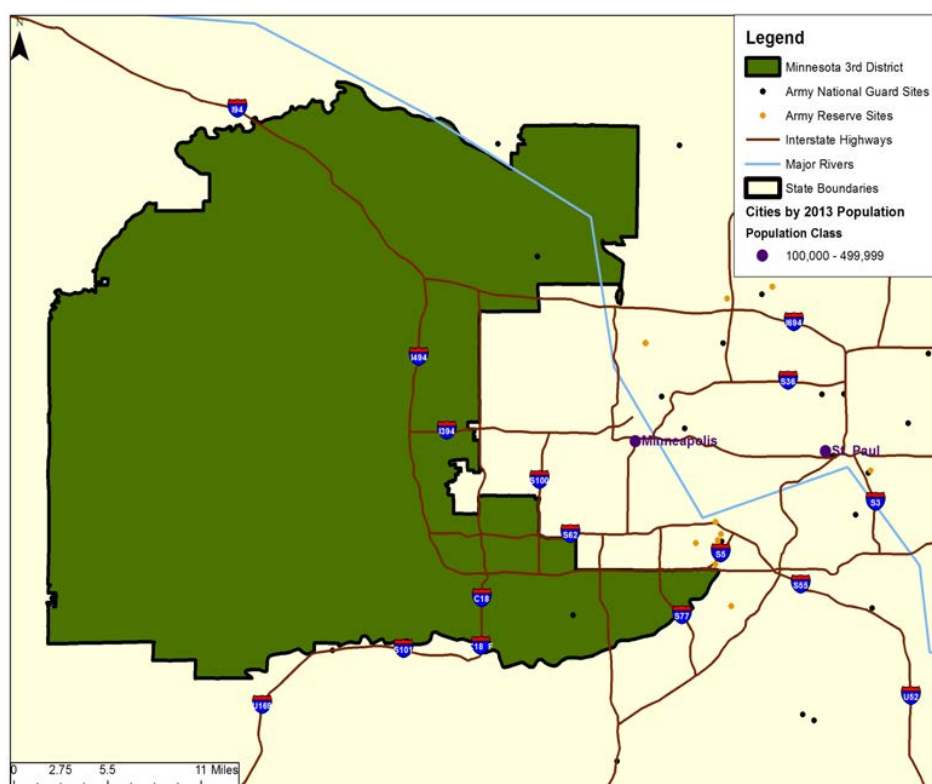 N
Legend
Minnesota 3rd District
Army National Guard Sites
Army Reserve Sites
Interstate Highways
Major Rivers
State Boundaries
Cities by 2013 Population
Population Class
100,000 - 499,999
I94
I694
I494
S36
I394
Minneapolis
St. Paul
S100
S3
S62
S5
S55
C18
S77
S101
C18
U169
U52
0 2.75 5.5 11 Miles